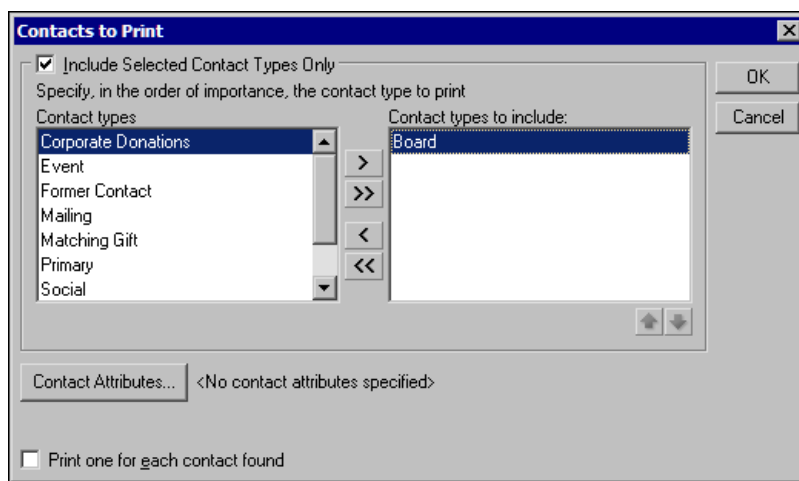 Contacts to Print
Include Selected Contact Types Only
Specify, in the order of importance, the contact type to print
Contact types
Contact types to include:
Corporate Donations
Event
Former Contact
Mailing
Matching Gift
Primary
Social
>
>>
<
<<
Board
OK
Cancel
Contact Attributes...
<No contact attributes specified>
Print one for each contact found